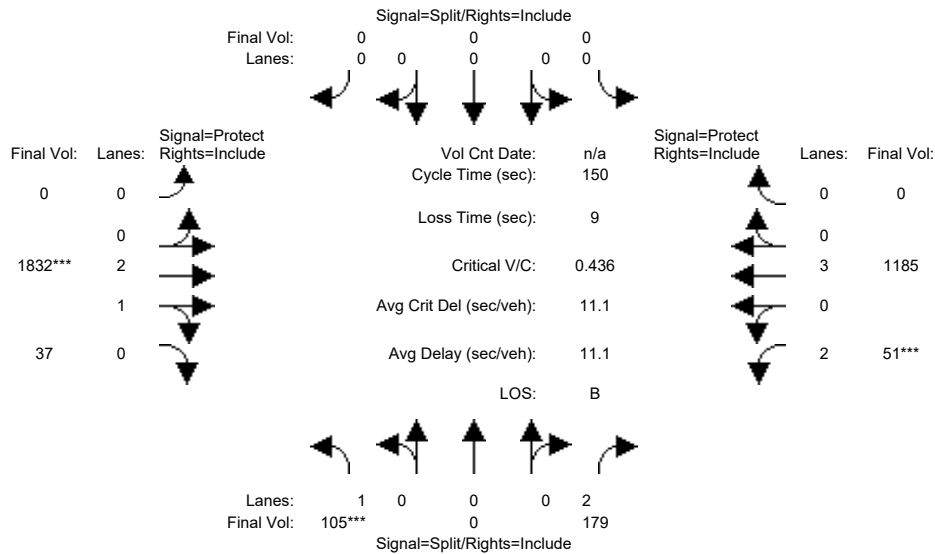 Signal=Split/Rights=Include
Final Vol: 0 0 0
Lanes: 0 0 0 0 0
Signal=Protect Signal=Protect
Final Vol: Lanes: Rights=Include Vol Cnt Date: n/a Rights=Include Lanes: Final Vol:
Cycle Time (sec): 150
0 0 0 0
Loss Time (sec): 9
0 0
1832*** 2 Critical V/C: 0.436 3 1185
1 Avg Crit Del (sec/veh): 11.1 0
37 0 Avg Delay (sec/veh): 11.1 2 51***
LOS: B
Lanes: 1 0 0 0 2
Final Vol: 105*** 0 179
Signal=Split/Rights=Include